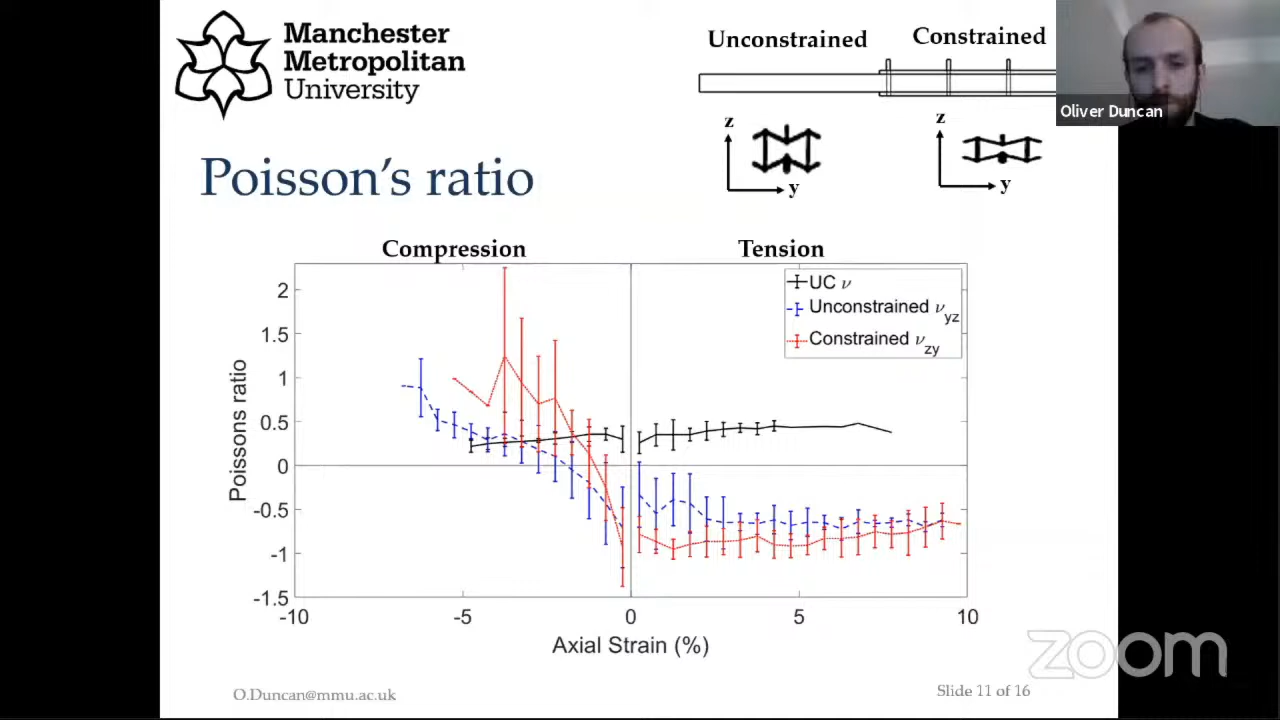 Manchester
Metropolitan
University
Unconstrained
Constrained
Oliver Duncan
z
y
z
y
Poisson's ratio
Compression
Tension
UC ν
Unconstrained νyz
Constrained νzy
Poissons ratio
2
1.5
1
0.5
0
-0.5
-1
-1.5
-10
-5
0
5
10
Axial Strain (%)
zoom
O.Duncan@mmu.ac.uk
Slide 11 of 16